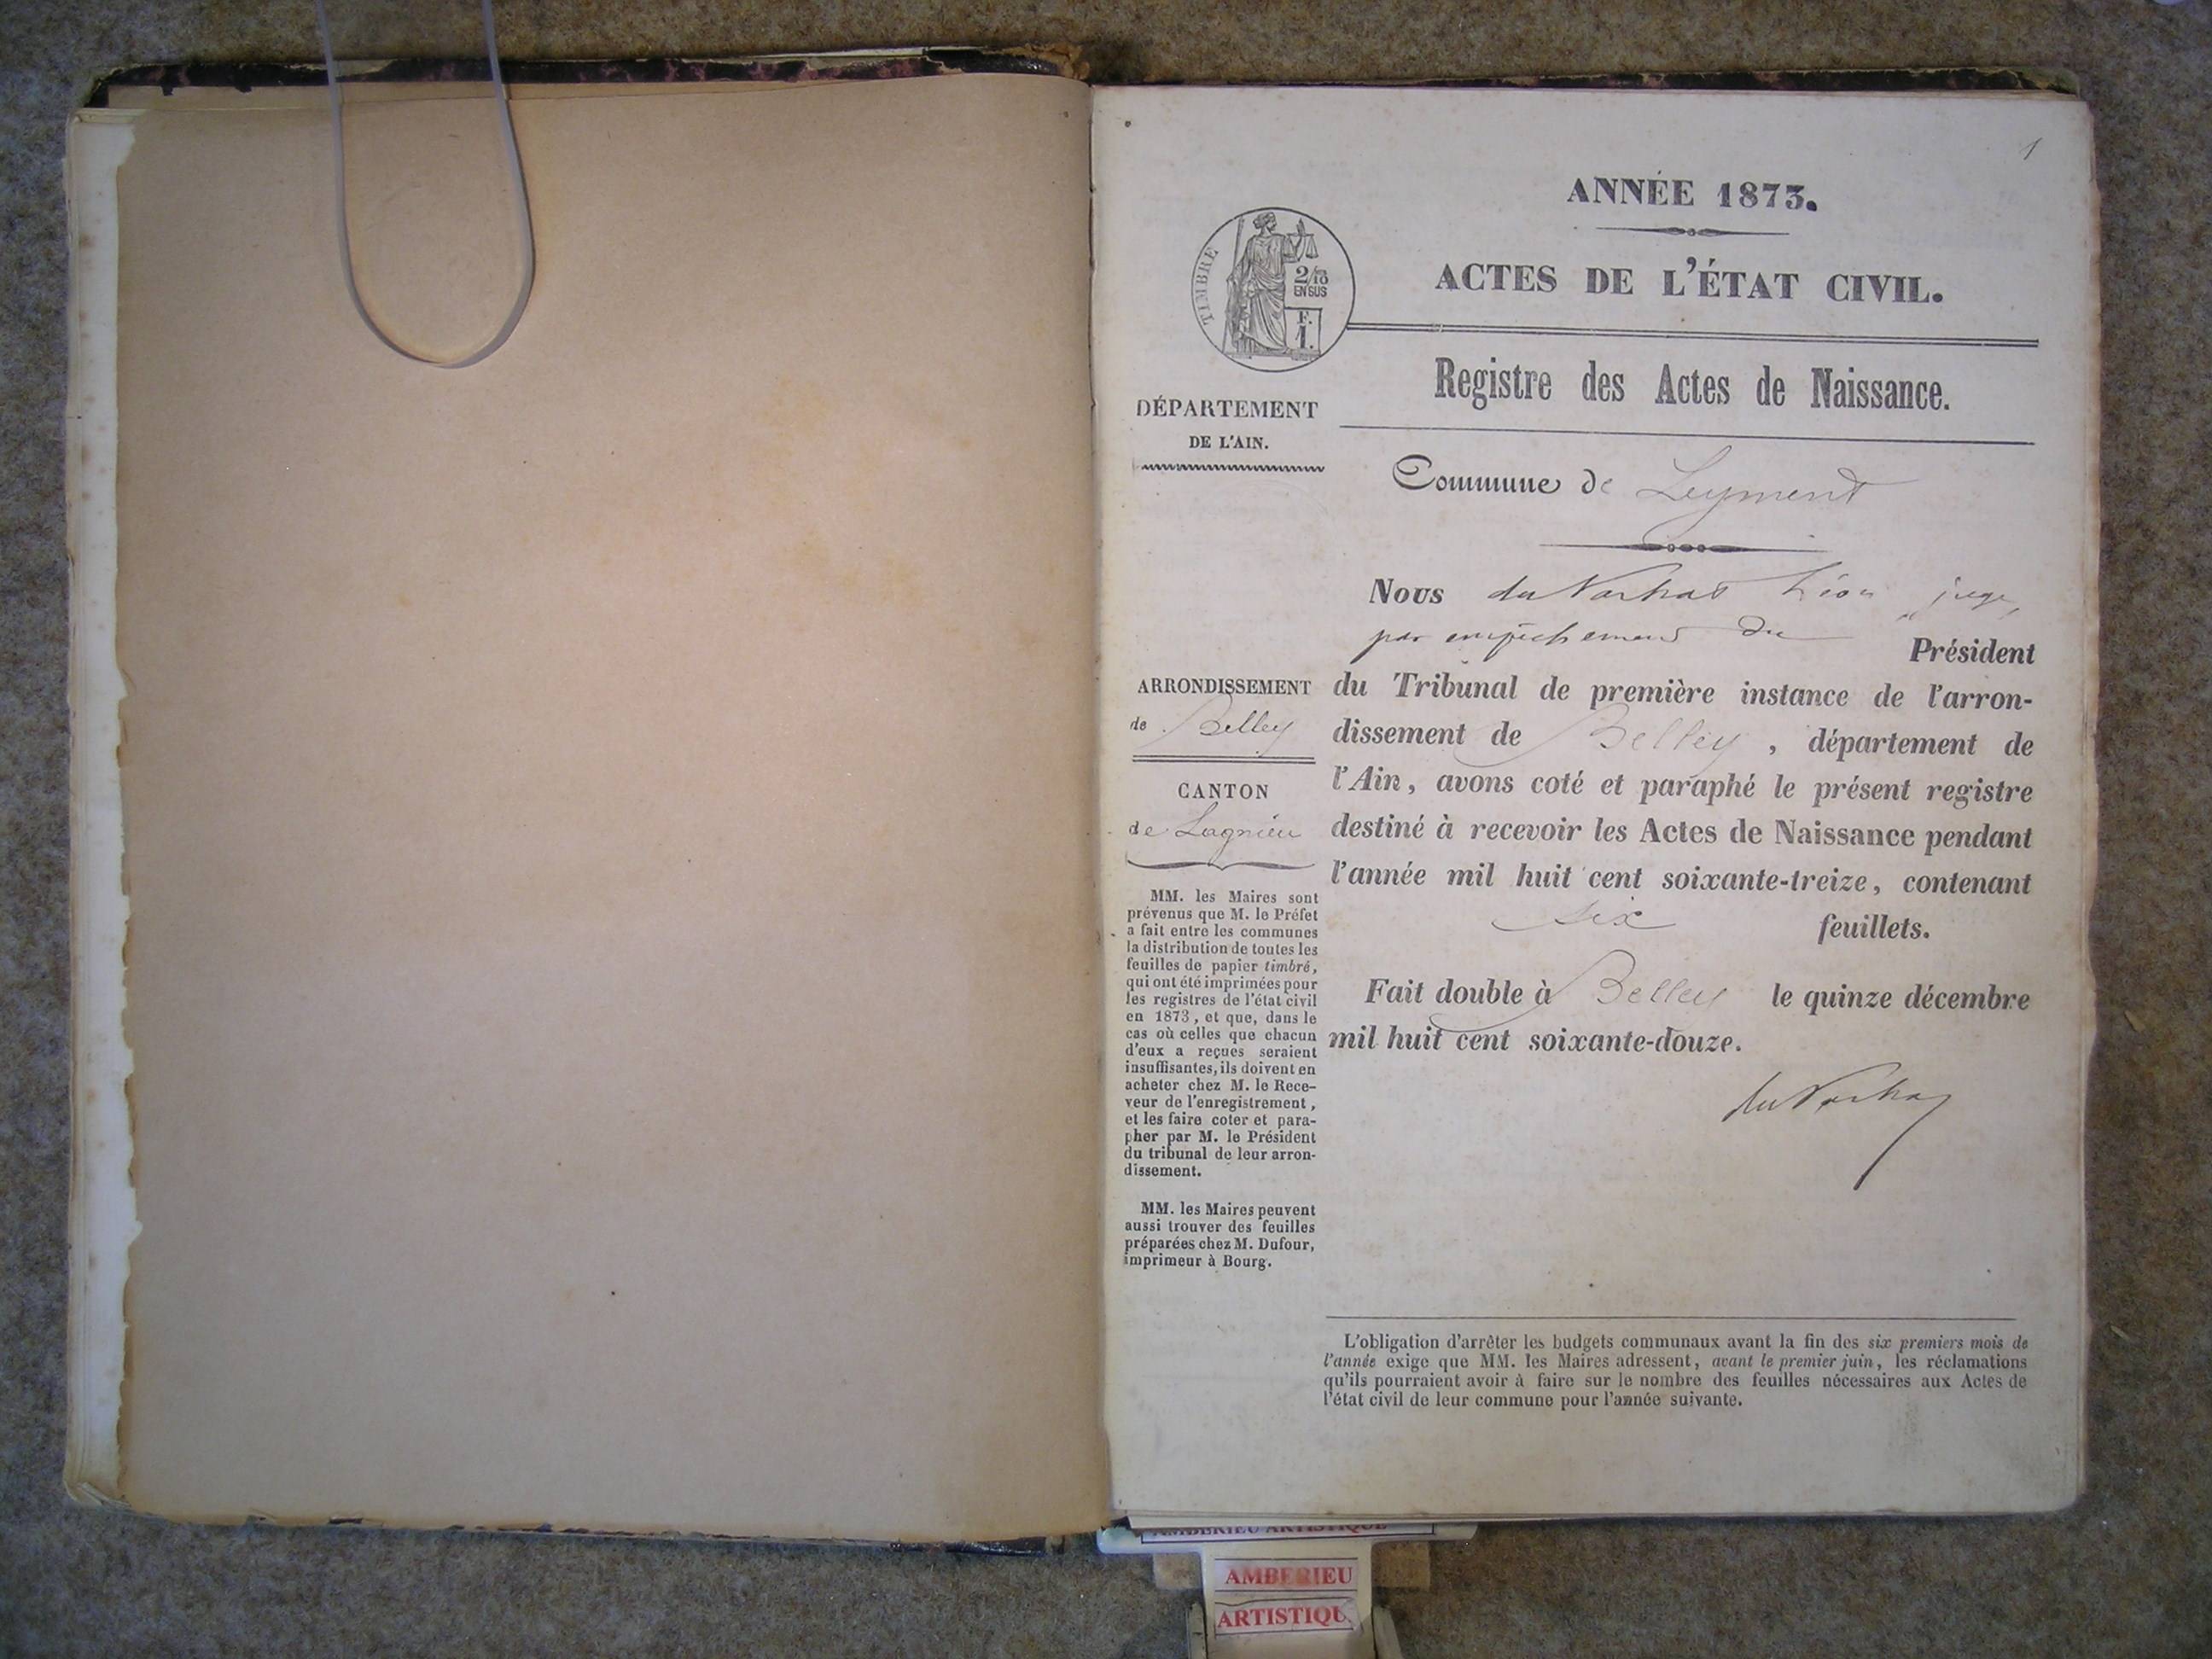 1
ANNÉE 1873.
ACTES DE L'ÉTAT CIVIL.
TIMBRE
2/10
EN SUS
F.
1.
Registre des Actes de Naissance.
DÉPARTEMENT
DE L'AIN.
Commune de Leyment
Nous Léon juge
par empêchement du
Président
du Tribunal de première instance de l'arron-
dissement de Belley, département de
l'Ain, avons coté et paraphé le présent registre
destiné à recevoir les Actes de Naissance pendant
l'année mil huit cent soixante-treize, contenant
six feuillets.
Fait double à Belley le quinze décembre
mil huit cent soixante-douze.
ARRONDISSEMENT
de Belley
CANTON
de Lagnieu
MM. les Maires sont
prévenus que M. le Préfet
a fait entre les communes
la distribution de toutes les
feuilles de papier timbré,
qui ont été imprimées pour
les registres de l'état civil
en 1873, et que, dans le
cas où celles que chacun
d'eux a reçues seraient
insuffisantes, ils doivent en
acheter chez M. le Rece-
veur de l'enregistrement,
et les faire coter et para-
pher par M. le Président
du tribunal de leur arron-
dissement.
MM. les Maires peuvent
aussi trouver des feuilles
préparées chez M. Dufour,
imprimeur à Bourg.
L'obligation d'arrêter les budgets communaux avant la fin des six premiers mois de
l'année exige que MM. les Maires adressent, avant le premier juin, les réclamations
qu'ils pourraient avoir à faire sur le nombre des feuilles nécessaires aux Actes de
l'état civil de leur commune pour l'année suivante.
AMBERIEU ARTISTIQUE
AMBERIEU
ARTISTIQU